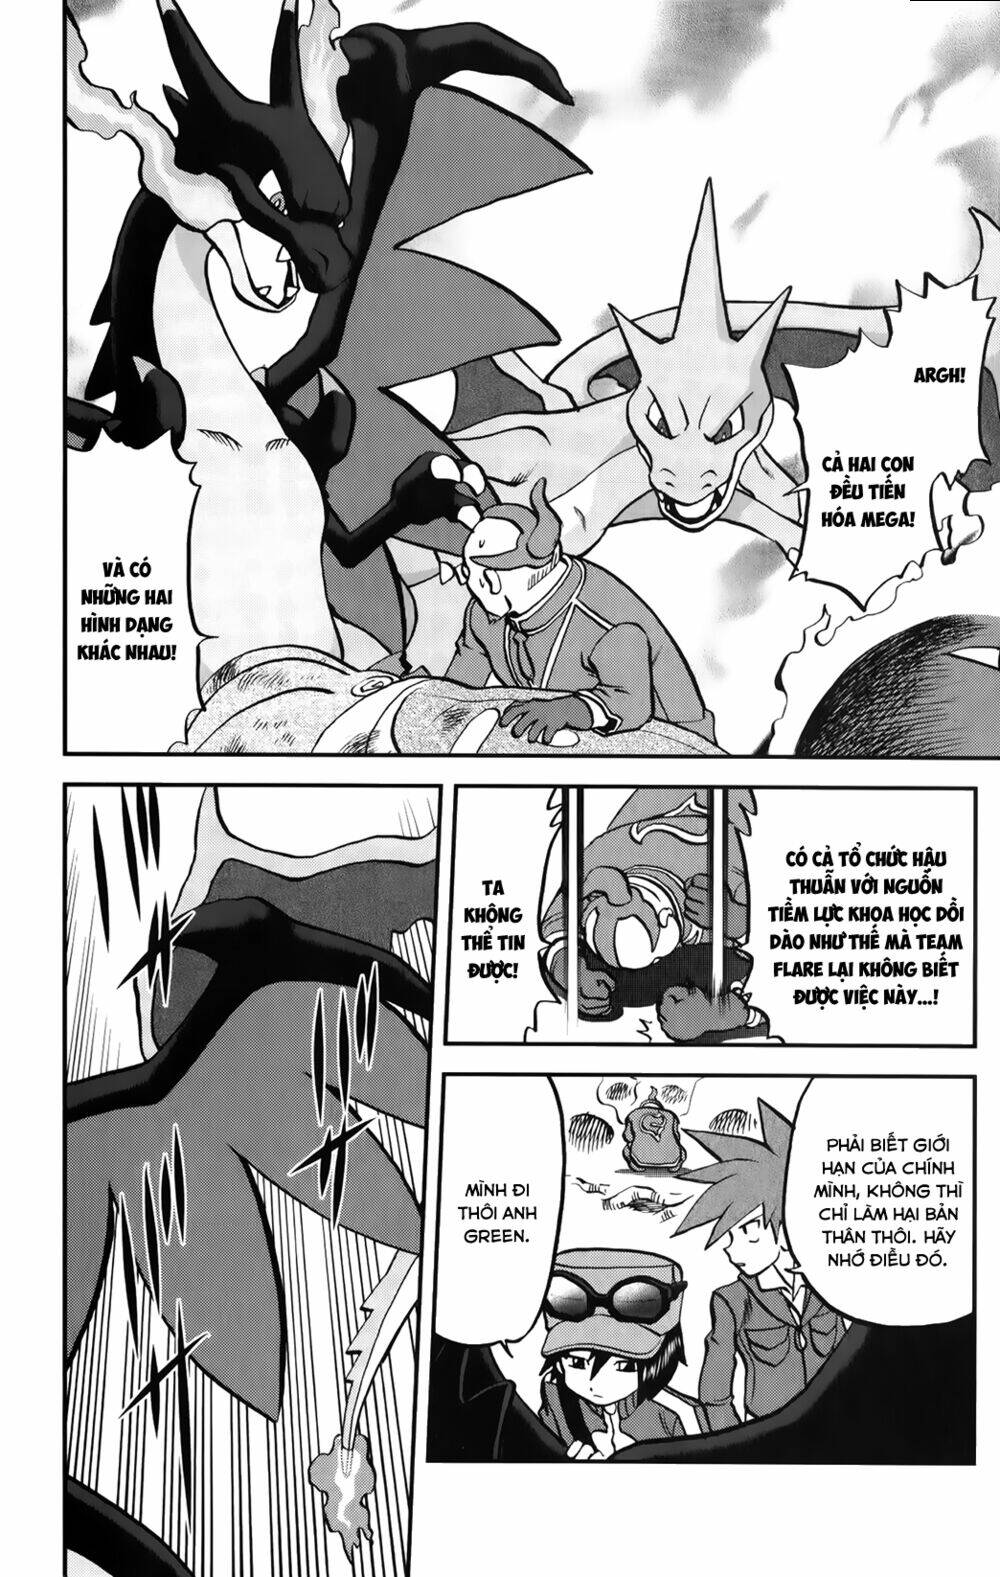 ARGH!
CẢ HAI CON
ĐỀU TIẾN
HÓA MEGA!
VÀ CÓ
NHỮNG HAI
HÌNH DẠNG
KHÁC NHAU!
CÓ CẢ TỔ CHỨC HẬU
THUẪN VỚI NGUỒN
TIỀM LỰC KHOA HỌC DỒI
DÀO NHƯ THẾ MÀ TEAM
FLARE LẠI KHÔNG BIẾT
ĐƯỢC VIỆC NÀY...!
TA
KHÔNG
THỂ TIN
ĐƯỢC!
PHẢI BIẾT GIỚI
HẠN CỦA CHÍNH
MÌNH, KHÔNG THÌ
CHỈ LÀM HẠI BẢN
THÂN THÔI. HÃY
NHỚ ĐIỀU ĐÓ.
MÌNH ĐI
THÔI ANH
GREEN.